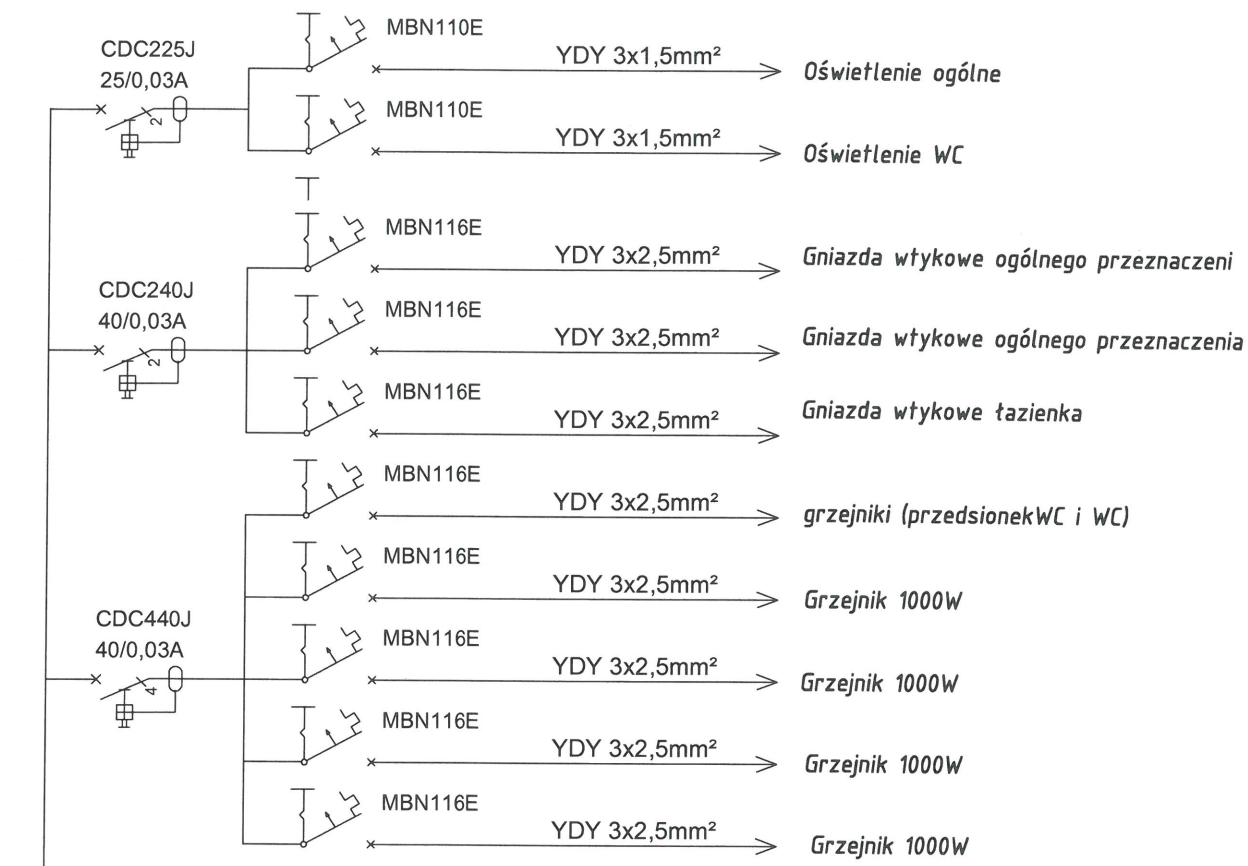 MBN110E
CDC225J
25/0,03A
2
YDY 3x1,5mm²
Oświetlenie ogólne
MBN110E
YDY 3x1,5mm²
Oświetlenie WC
MBN116E
YDY 3x2,5mm²
Gniazda wtykowe ogólnego przeznaczeni
CDC240J
40/0,03A
2
MBN116E
YDY 3x2,5mm²
Gniazda wtykowe ogólnego przeznaczenia
MBN116E
YDY 3x2,5mm²
Gniazda wtykowe łazienka
MBN116E
YDY 3x2,5mm²
grzejniki (przedsionekWC i WC)
MBN116E
YDY 3x2,5mm²
Grzejnik 1000W
CDC440J
40/0,03A
4
MBN116E
YDY 3x2,5mm²
Grzejnik 1000W
MBN116E
YDY 3x2,5mm²
Grzejnik 1000W
MBN116E
YDY 3x2,5mm²
Grzejnik 1000W